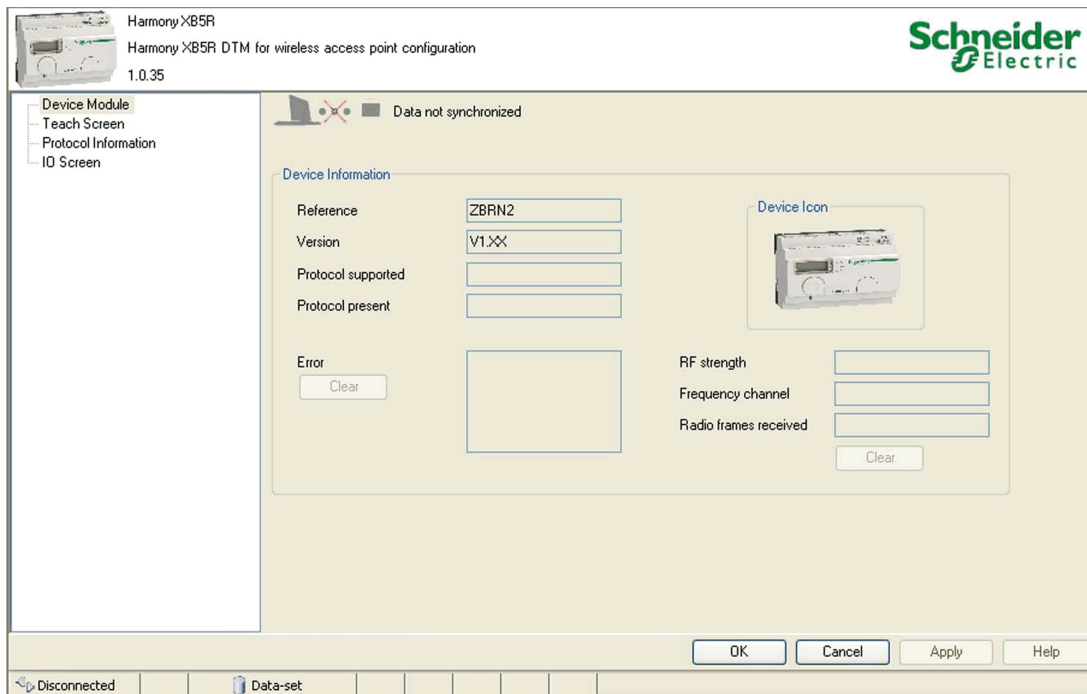 Harmony XB5R
Harmony XB5R DTM for wireless access point configuration
1.0.35
Schneider
Electric
Device Module
Teach Screen
Protocol Information
IO Screen
Data not synchronized
Device Information
Reference
ZBRN2
Version
V1.XX
Protocol supported
Protocol present
Device Icon
Error
Clear
RF strength
Frequency channel
Radio frames received
Clear
OK
Cancel
Apply
Help
Disconnected
Data-set